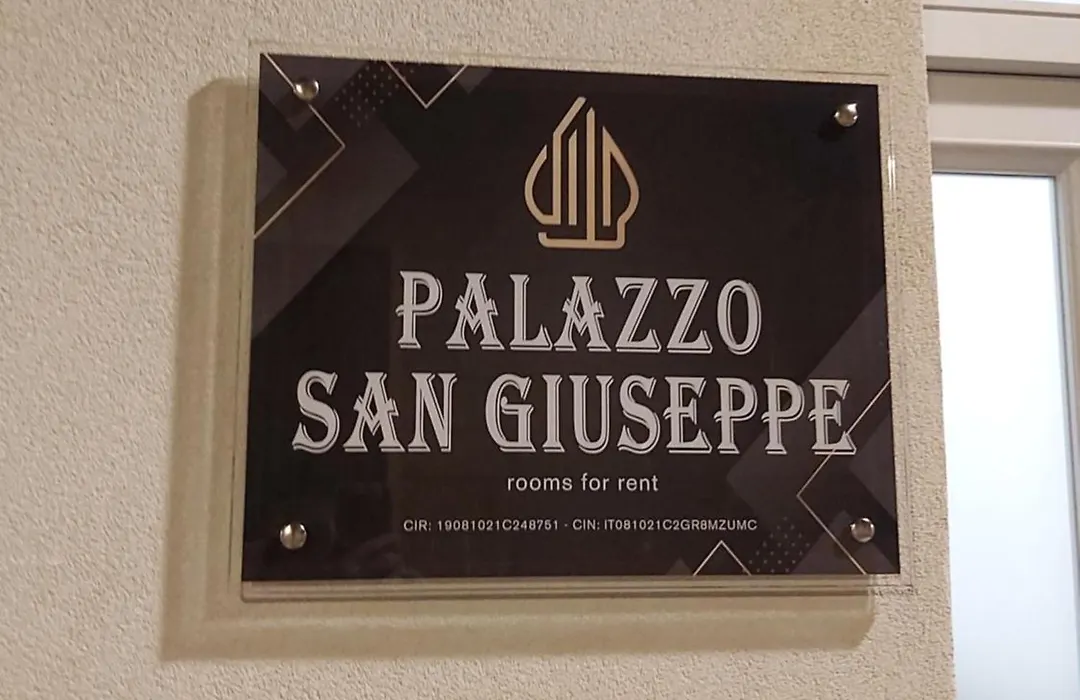 PALAZZO
SAN GIUSEPPE
rooms for rent
CIR: 19081021C248751 - CIN: IT081021C2GR8MZUMC